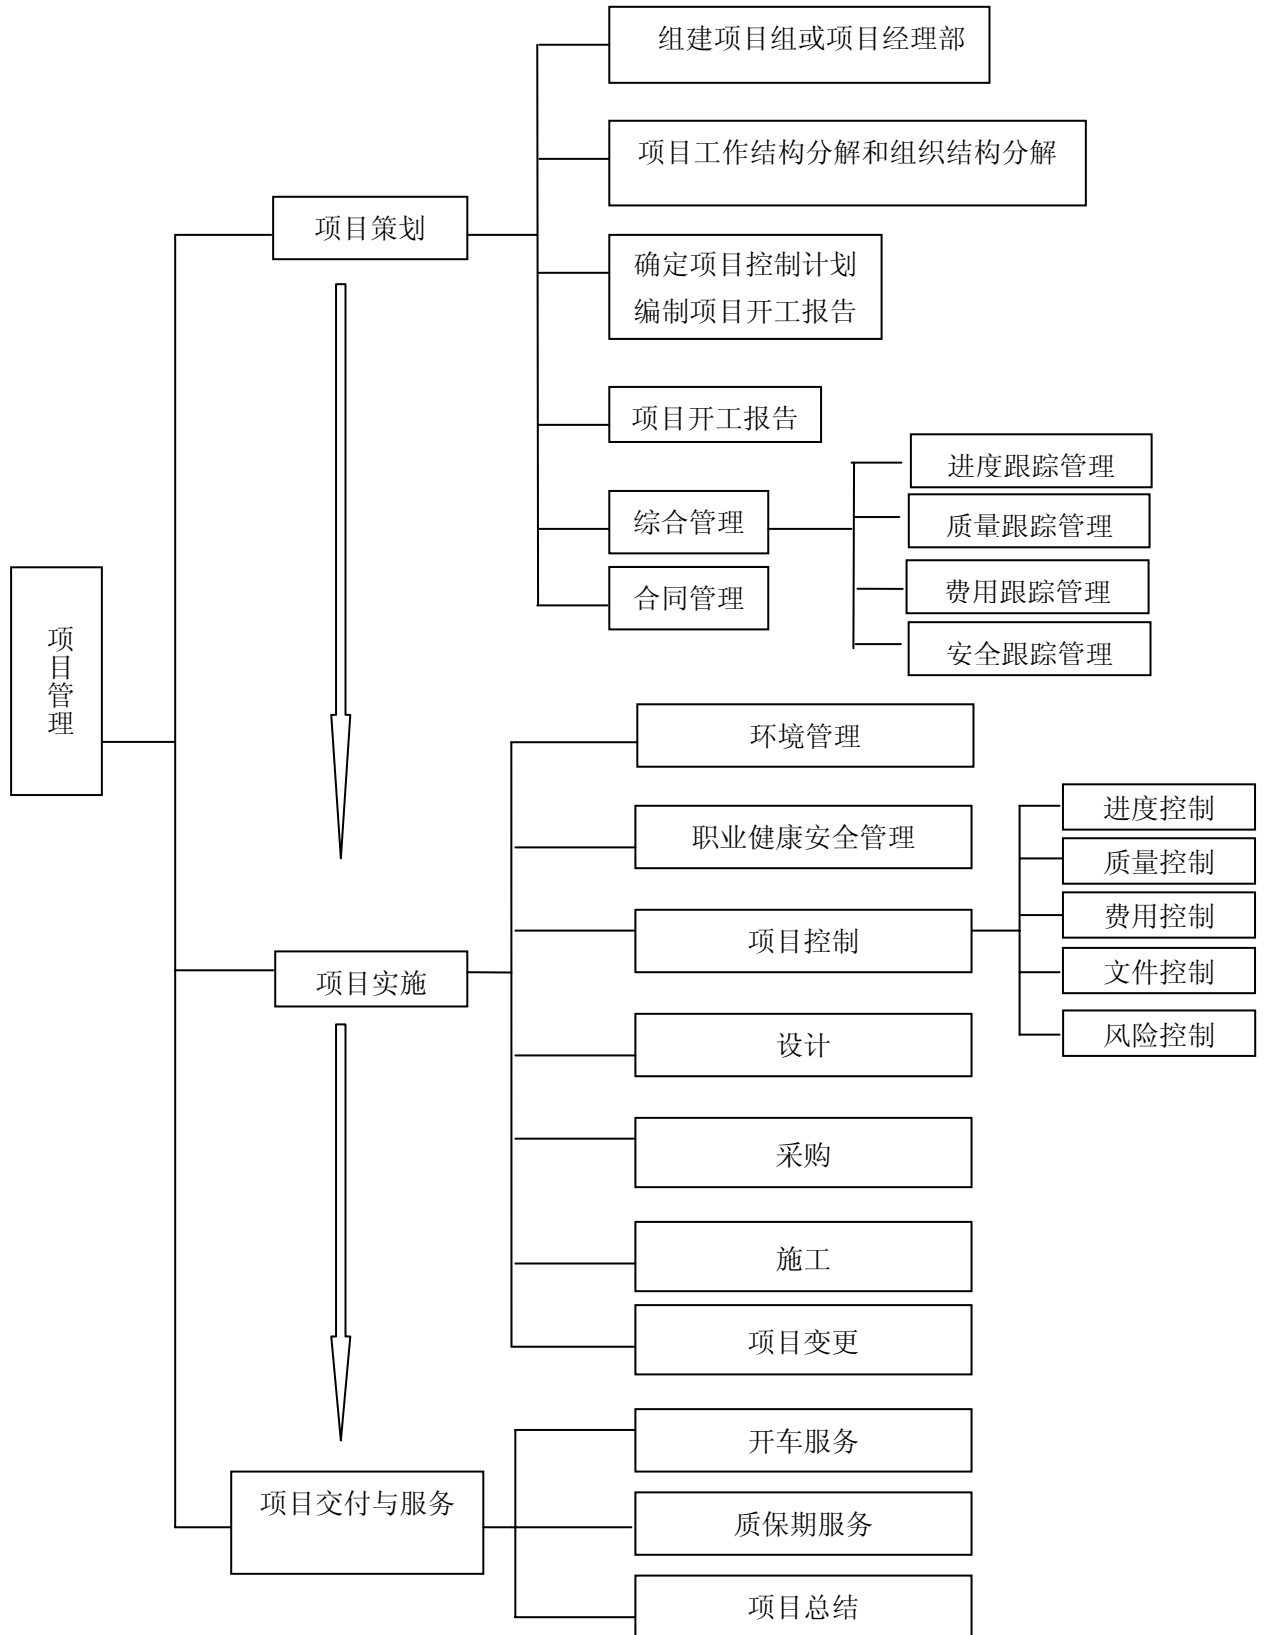 组建项目组或项目经理部
项目工作结构分解和组织结构分解
项目策划
确定项目控制计划
编制项目开工报告
项目开工报告
综合管理
进度跟踪管理
质量跟踪管理
费用跟踪管理
安全跟踪管理
合同管理
项目管理
环境管理
职业健康安全管理
项目控制
进度控制
质量控制
费用控制
文件控制
风险控制
项目实施
设计
采购
施工
项目变更
开车服务
项目交付与服务
质保期服务
项目总结